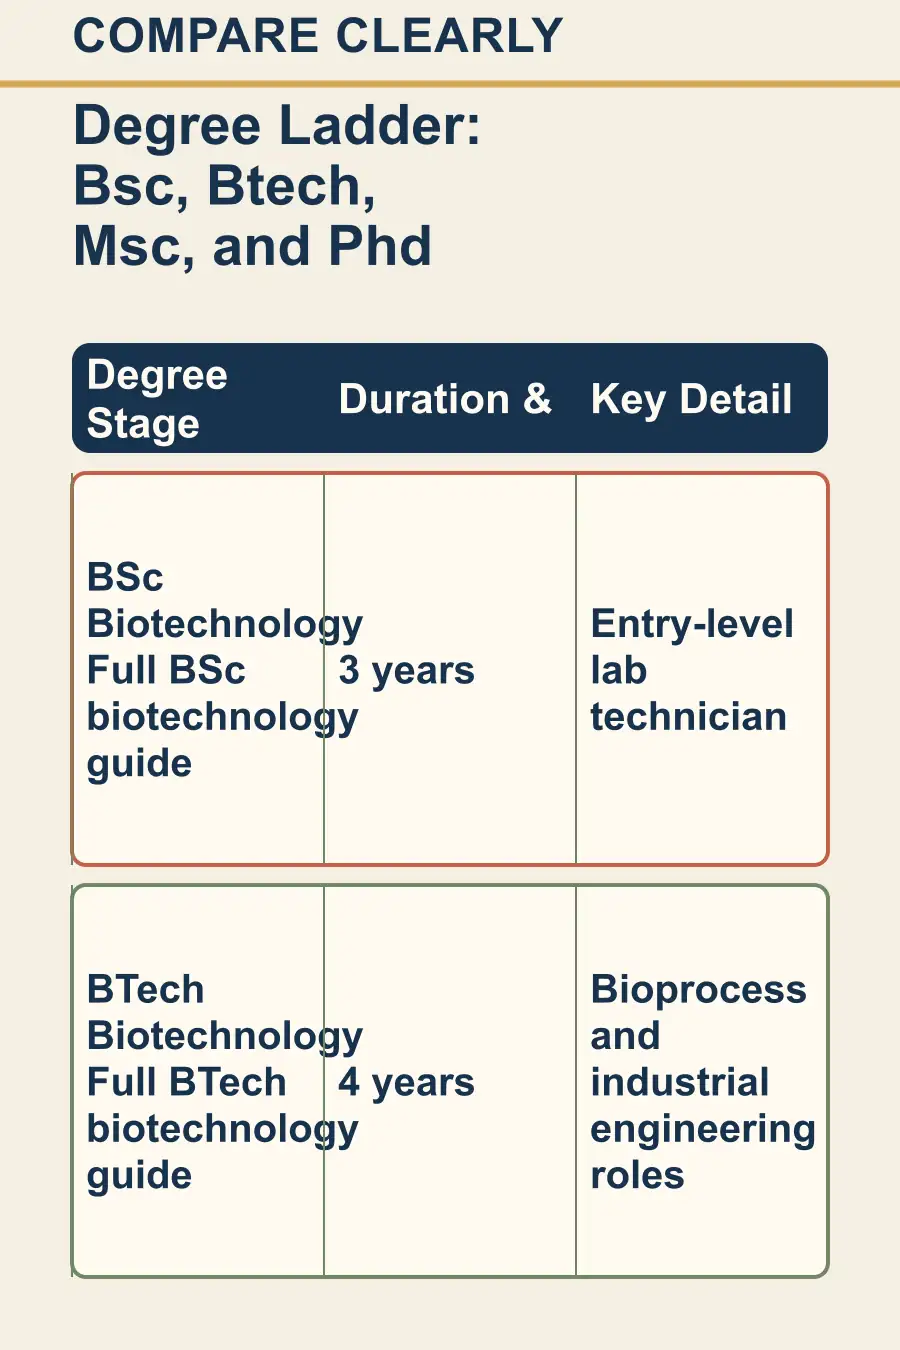 COMPARE CLEARLY
Degree Ladder:
Bsc, Btech,
Msc, and Phd
Degree
Stage
Duration &
Key Detail
BSc
Biotechnology
Full BSc
biotechnology
guide
3 years
Entry-level
lab
technician
BTech
Biotechnology
Full BTech
biotechnology
guide
4 years
Bioprocess
and
industrial
engineering
roles